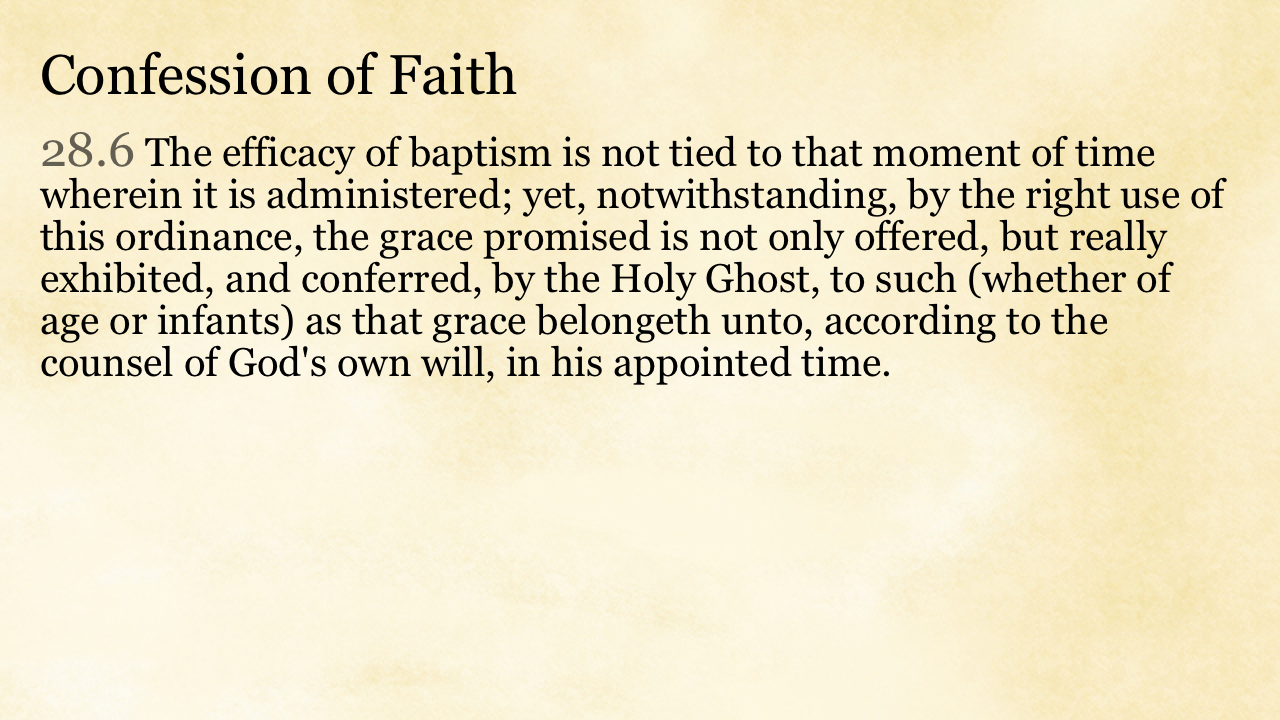 Confession of Faith
28.6 The efficacy of baptism is not tied to that moment of time
wherein it is administered; yet, notwithstanding, by the right use of
this ordinance, the grace promised is not only offered, but really
exhibited, and conferred, by the Holy Ghost, to such (whether of
age or infants) as that grace belongeth unto, according to the
counsel of God's own will, in his appointed time.